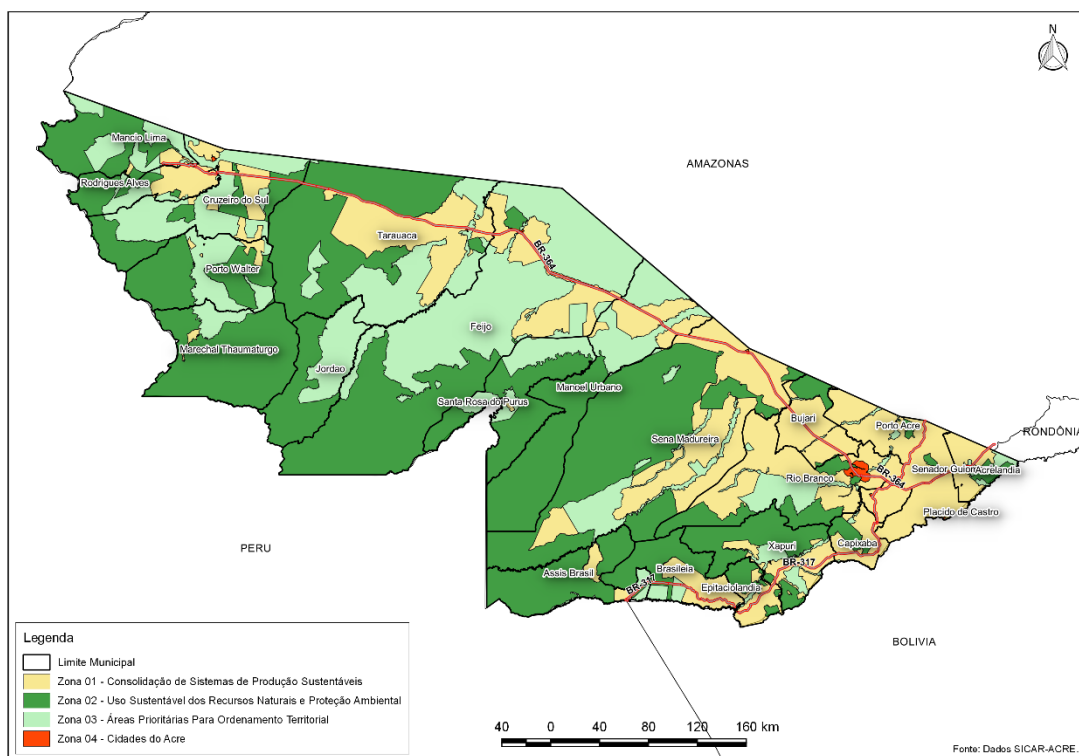 N
AMAZONAS
Mancio Lima
Rodrigues Alves
Cruzeiro do Sul
Tarauaca
BR-364
Porto Walter
Feijo
Marechal Thaumaturgo
Jordao
Manoel Urbano
Santa Rosa do Purus
Bujari
Porto Acre
RONDÔNIA
Sena Madureira
Senador Guiomard
Acrelandia
BR-364
Rio Branco
Placido de Castro
PERU
Xapuri
Capixaba
BR-317
Assis Brasil
Brasileia
BR-317
Epitaciolandia
BOLIVIA
Legenda
Limite Municipal
Zona 01 - Consolidação de Sistemas de Produção Sustentáveis
Zona 02 - Uso Sustentável dos Recursos Naturais e Proteção Ambiental
Zona 03 - Áreas Prioritárias Para Ordenamento Territorial
Zona 04 - Cidades do Acre
40 0 40 80 120 160 km
Fonte: Dados SICAR-ACRE.